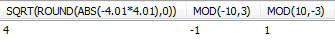 SQRT(ROUND(ABS(-4.01*4.01),0)) MOD(-10,3) MOD(10,-3)
4 -1 1